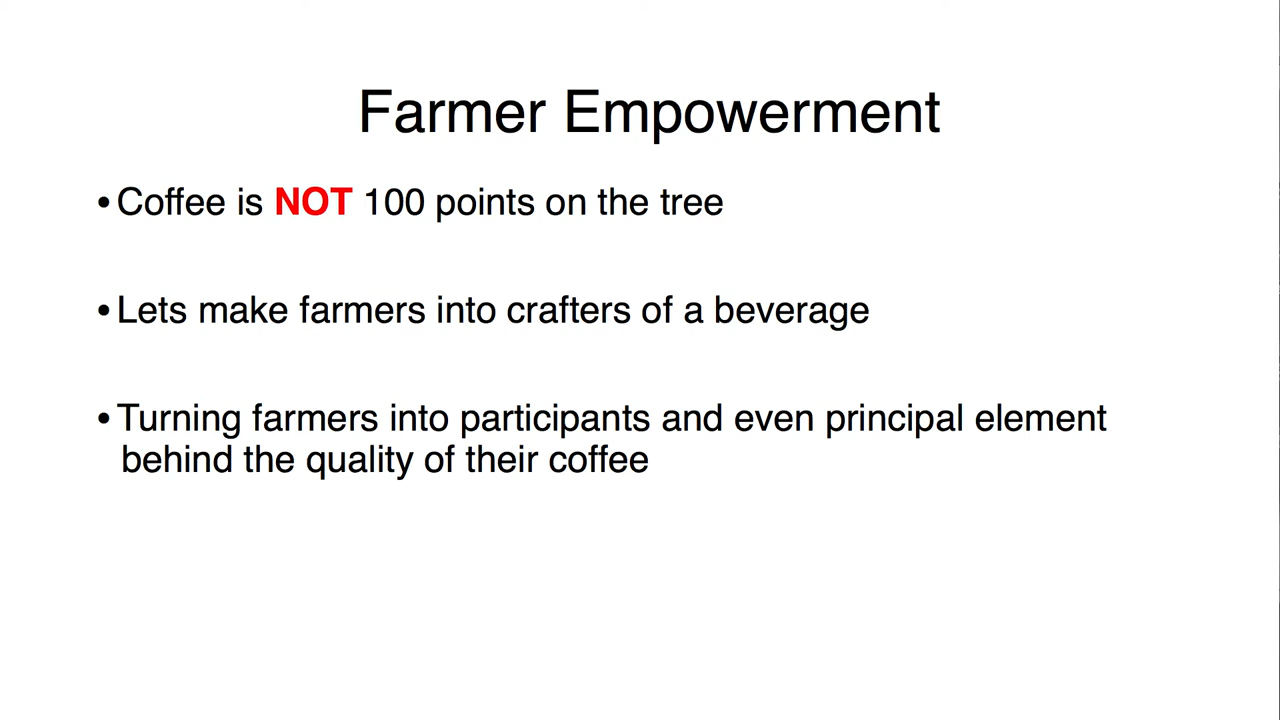 Farmer Empowerment
• Coffee is NOT 100 points on the tree
• Lets make farmers into crafters of a beverage
• Turning farmers into participants and even principal element
behind the quality of their coffee